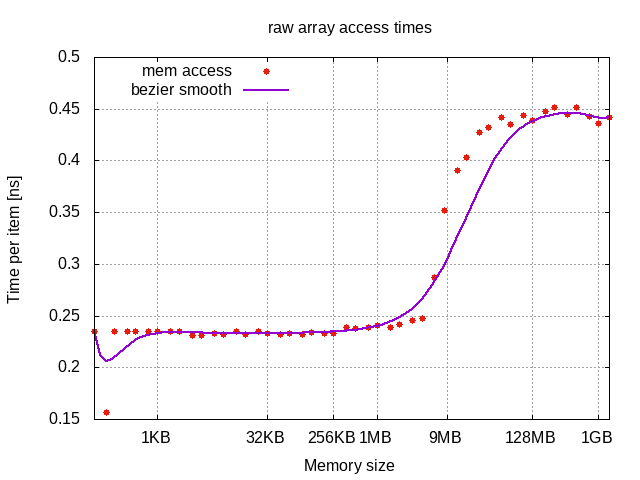 raw array access times
mem access
bezier smooth
Time per item [ns]
0.5
0.45
0.4
0.35
0.3
0.25
0.2
0.15
1KB 32KB 256KB 1MB 9MB 128MB 1GB
Memory size